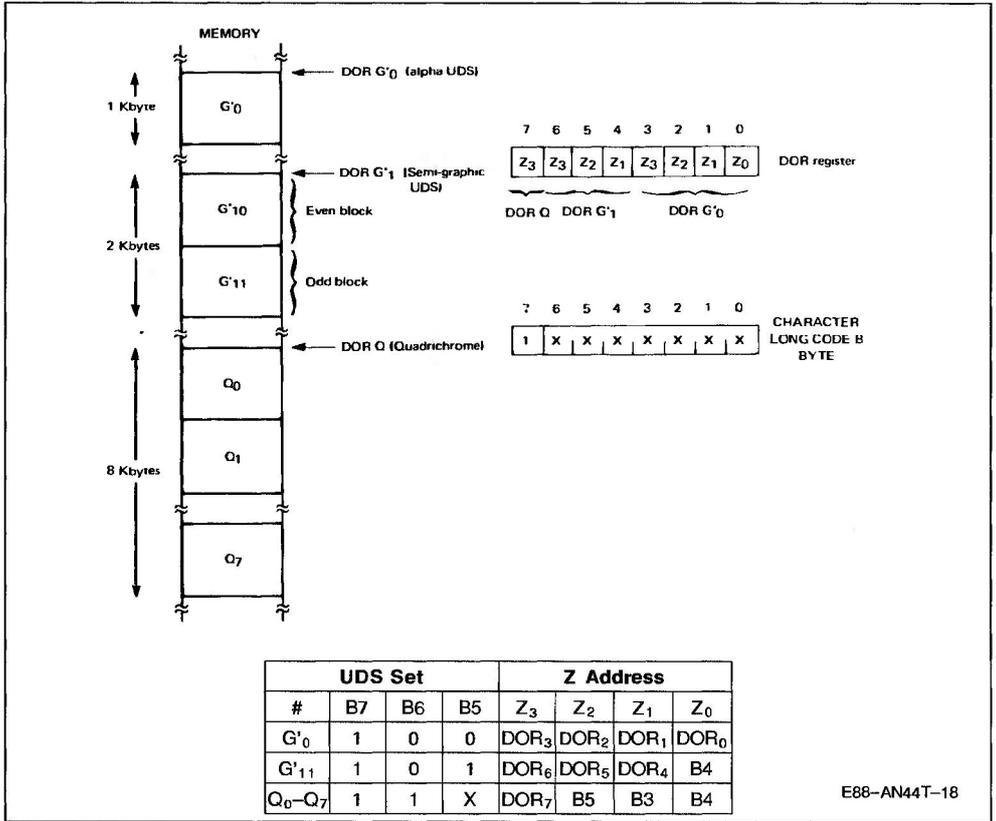 MEMORY
DOR G'0 (alpha UDS)
1 Kbyte
G'0
DOR G'1 (Semi-graphic
UDS)
G'10
Even block
2 Kbytes
G'11
Odd block
DOR Q (Quadrichrome)
Q0
Q1
8 Kbytes
Q7
7 6 5 4 3 2 1 0
Z3 Z3 Z2 Z1 Z3 Z2 Z1 Z0 DOR register
DOR Q DOR G'1 DOR G'0
7 6 5 4 3 2 1 0
1 X X X X X X X
CHARACTER
LONG CODE B
BYTE
UDS Set Z Address
# B7 B6 B5 Z3 Z2 Z1 Z0
G'0 1 0 0 DOR3 DOR2 DOR1 DOR0
G'11 1 0 1 DOR6 DOR5 DOR4 B4
Q0–Q7 1 1 X DOR7 B5 B3 B4
E88–AN44T–18